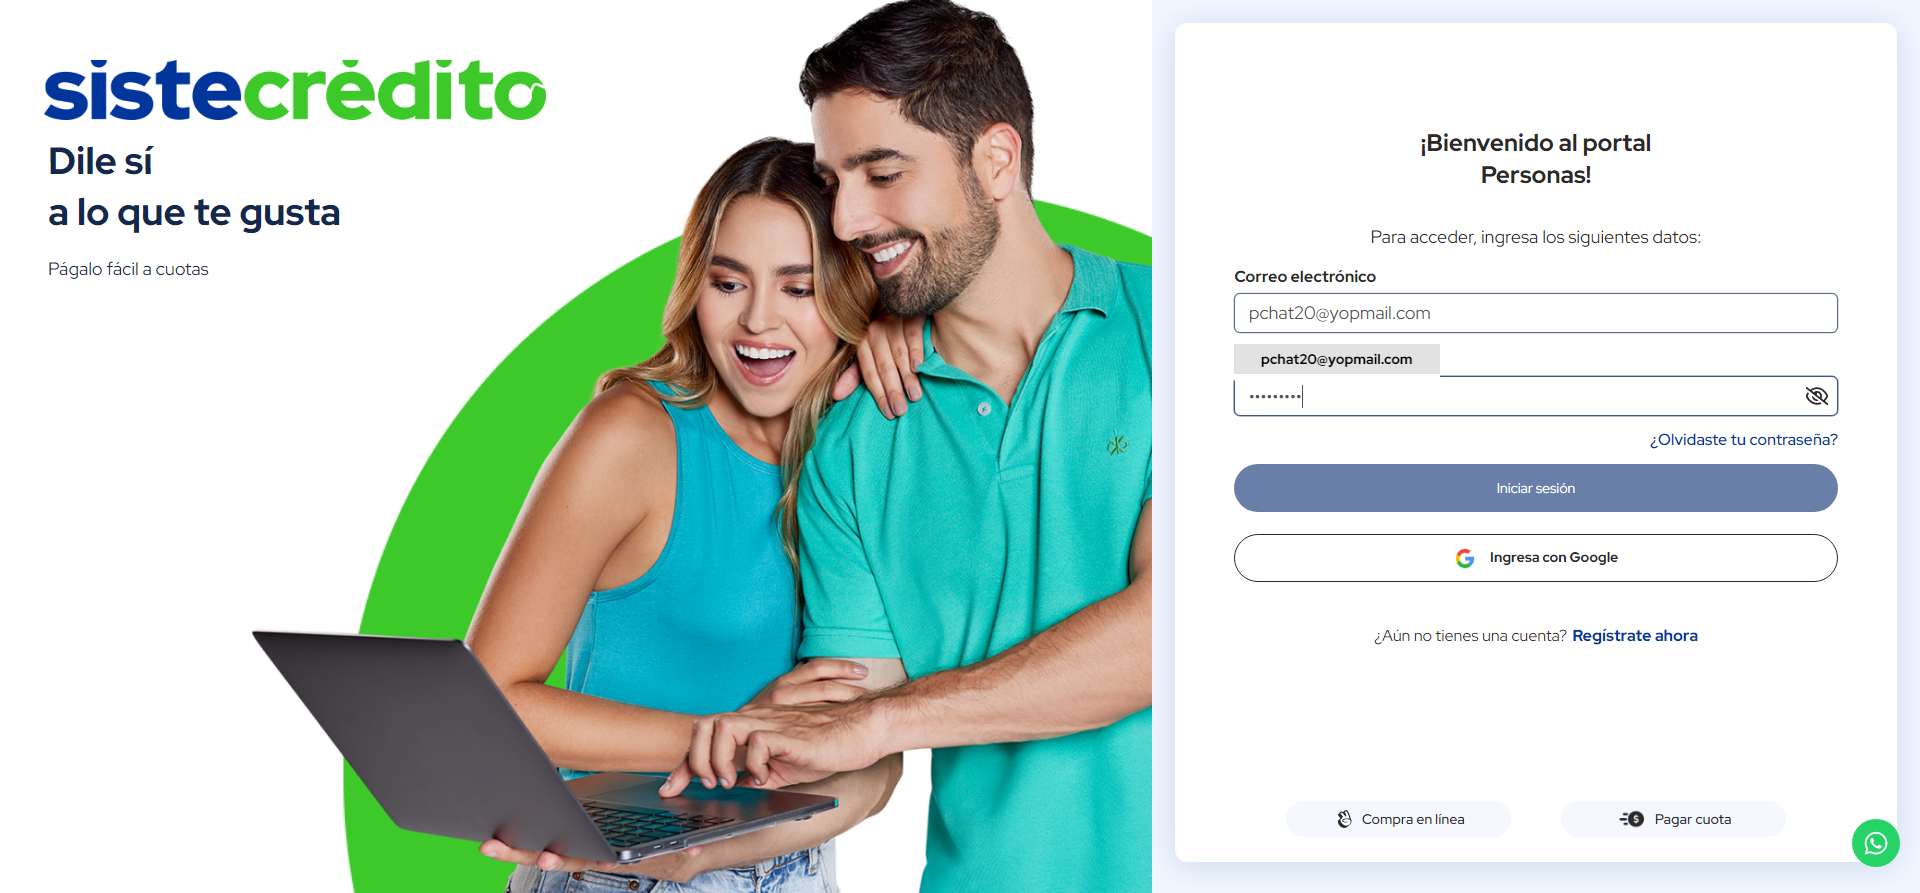 sistecrédito
Dile sí
a lo que te gusta
Págalo fácil a cuotas
¡Bienvenido al portal
Personas!
Para acceder, ingresa los siguientes datos:
Correo electrónico
pchat20@yopmail.com
pchat20@yopmail.com
•••••••••
¿Olvidaste tu contraseña?
Iniciar sesión
Ingresa con Google
¿Aún no tienes una cuenta? Regístrate ahora
Compra en línea
Pagar cuota